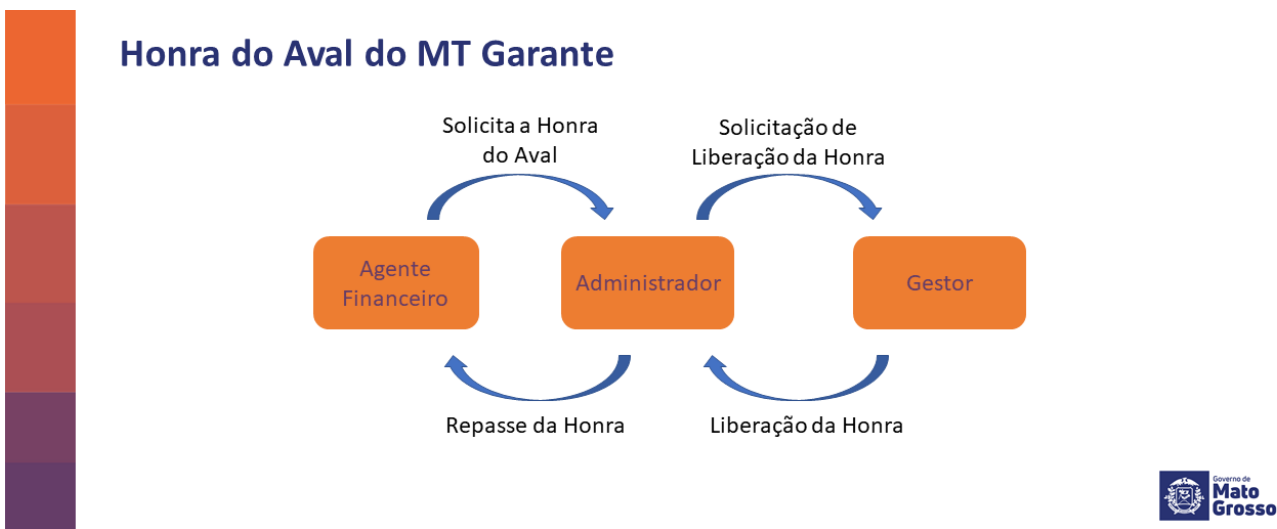 Honra do Aval do MT Garante
Solicita a Honra
do Aval
Solicitação de
Liberação da Honra
Agente
Financeiro
Administrador
Gestor
Repasse da Honra
Liberação da Honra
Governo de
Mato
Grosso